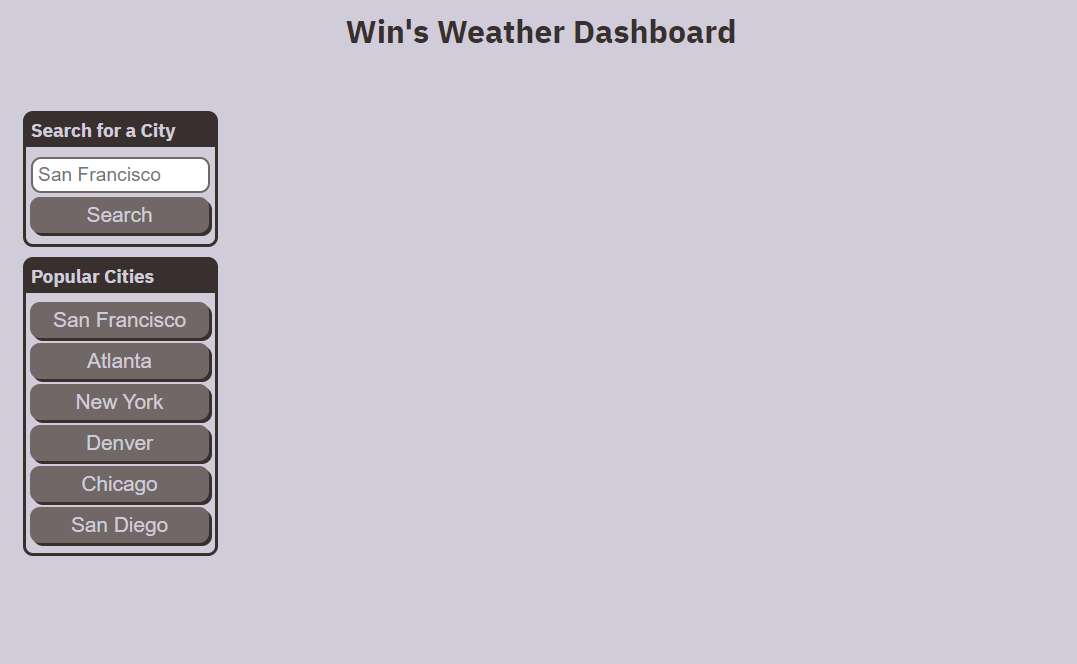 Win's Weather Dashboard
Search for a City
San Francisco
Search
Popular Cities
San Francisco
Atlanta
New York
Denver
Chicago
San Diego